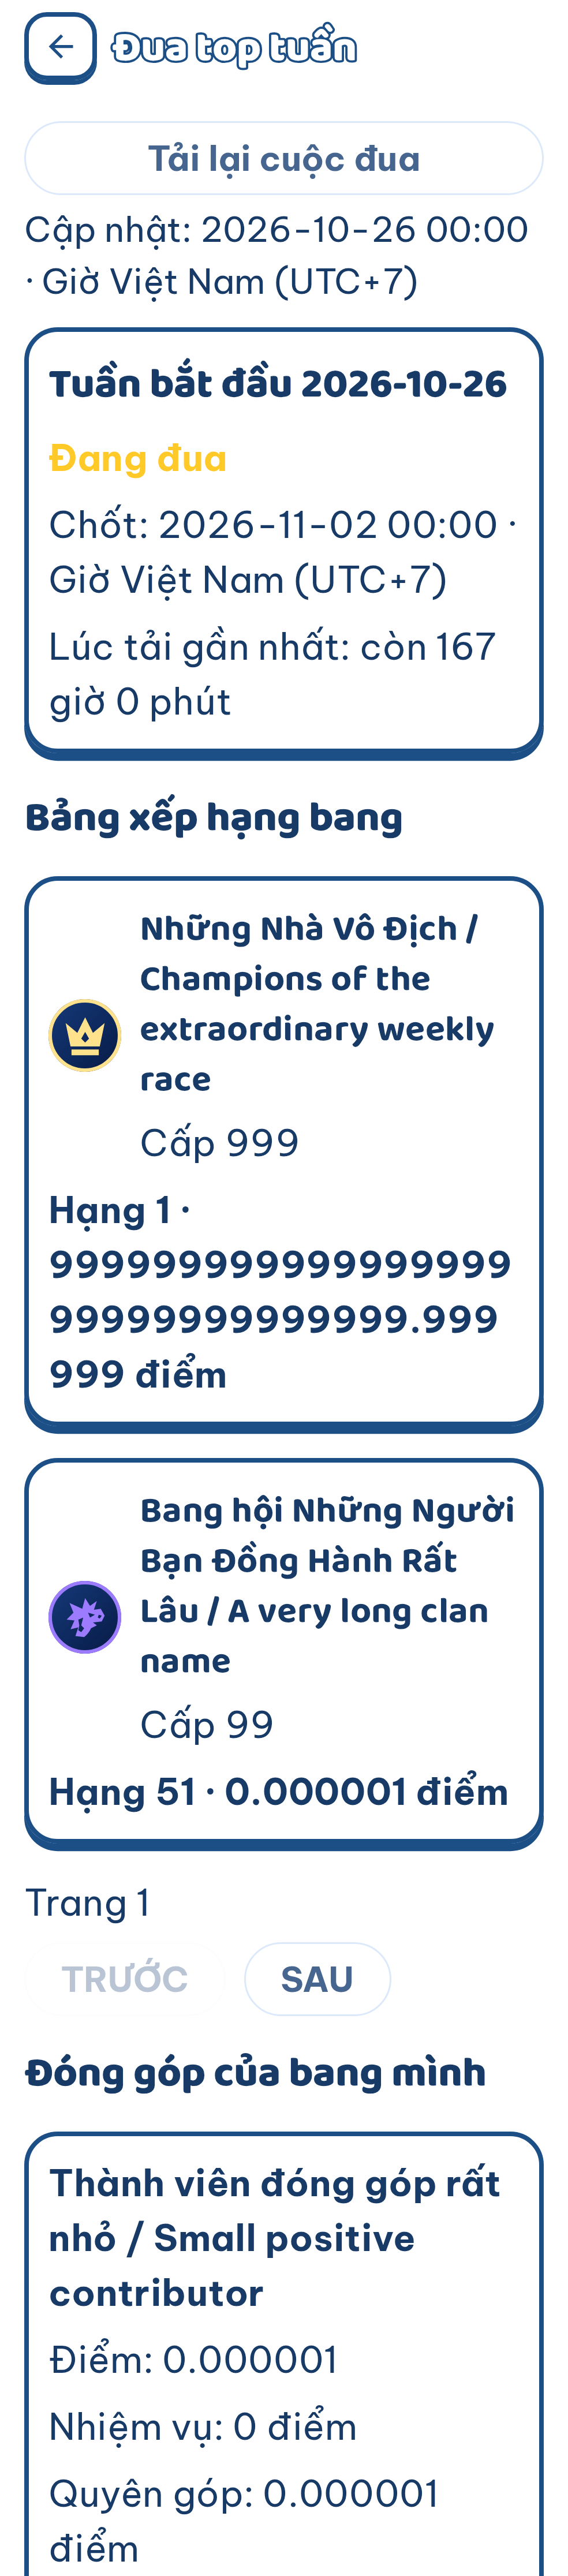 Đua top tuần
Tải lại cuộc đua
Cập nhật: 2026-10-26 00:00
· Giờ Việt Nam (UTC+7)
Tuần bắt đầu 2026-10-26
Đang đua
Chốt: 2026-11-02 00:00 ·
Giờ Việt Nam (UTC+7)
Lúc tải gần nhất: còn 167
giờ 0 phút
Bảng xếp hạng bang
Những Nhà Vô Địch /
Champions of the
extraordinary weekly
race
Cấp 999
Hạng 1 ·
999999999999999999
99999999999999.999
999 điểm
Bang hội Những Người
Bạn Đồng Hành Rất
Lâu / A very long clan
name
Cấp 99
Hạng 51 · 0.000001 điểm
Trang 1
TRƯỚC
SAU
Đóng góp của bang mình
Thành viên đóng góp rất
nhỏ / Small positive
contributor
Điểm: 0.000001
Nhiệm vụ: 0 điểm
Quyên góp: 0.000001
điểm